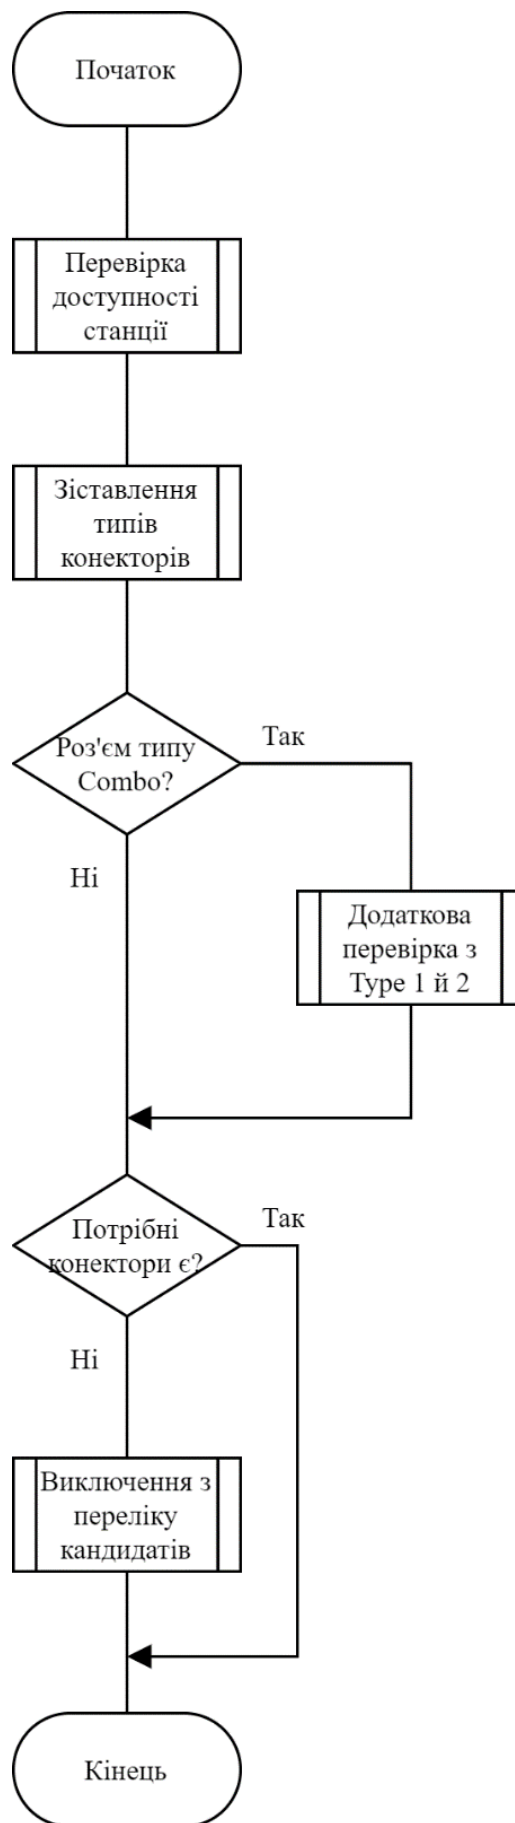 Початок
Перевірка
доступності
станції
Зіставлення
типів
конекторів
Роз'єм типу
Combo?
Так
Ні
Додаткова
перевірка з
Type 1 й 2
Потрібні
конектори є?
Так
Ні
Виключення з
переліку
кандидатів
Кінець